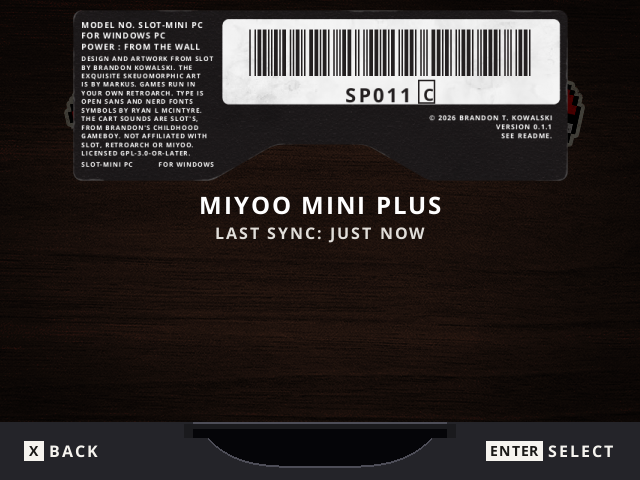 MODEL NO. SLOT-MINI PC
FOR WINDOWS PC
POWER : FROM THE WALL
DESIGN AND ARTWORK FROM SLOT
BY BRANDON KOWALSKI. THE
EXQUISITE SKEUOMORPHIC ART
IS BY MARKUS. GAMES RUN IN
YOUR OWN RETROARCH. TYPE IS
OPEN SANS AND NERD FONTS
SYMBOLS BY RYAN L MCINTYRE.
THE CART SOUNDS ARE SLOT'S,
FROM BRANDON'S CHILDHOOD
GAMEBOY. NOT AFFILIATED WITH
SLOT, RETROARCH OR MIYOO.
LICENSED GPL-3.0-OR-LATER.
SLOT-MINI PC FOR WINDOWS
SP011 C
© 2026 BRANDON T. KOWALSKI
VERSION 0.1.1
SEE README.
MIYOO MINI PLUS
LAST SYNC: JUST NOW
X BACK
ENTER SELECT